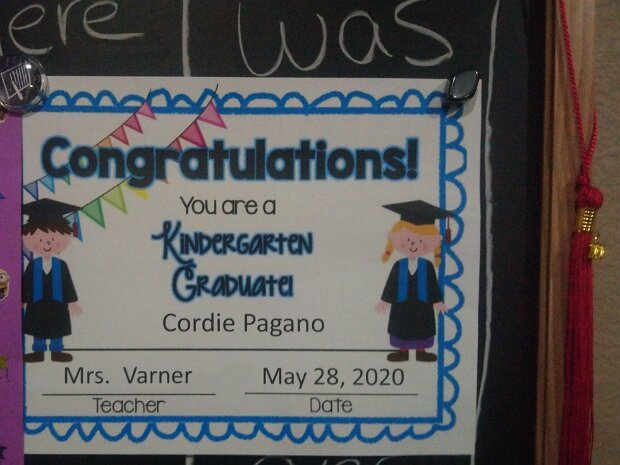 ere was
Congratulations!
You are a
Kindergarten
Graduate!
Cordie Pagano
Mrs. Varner May 28, 2020
Teacher Date